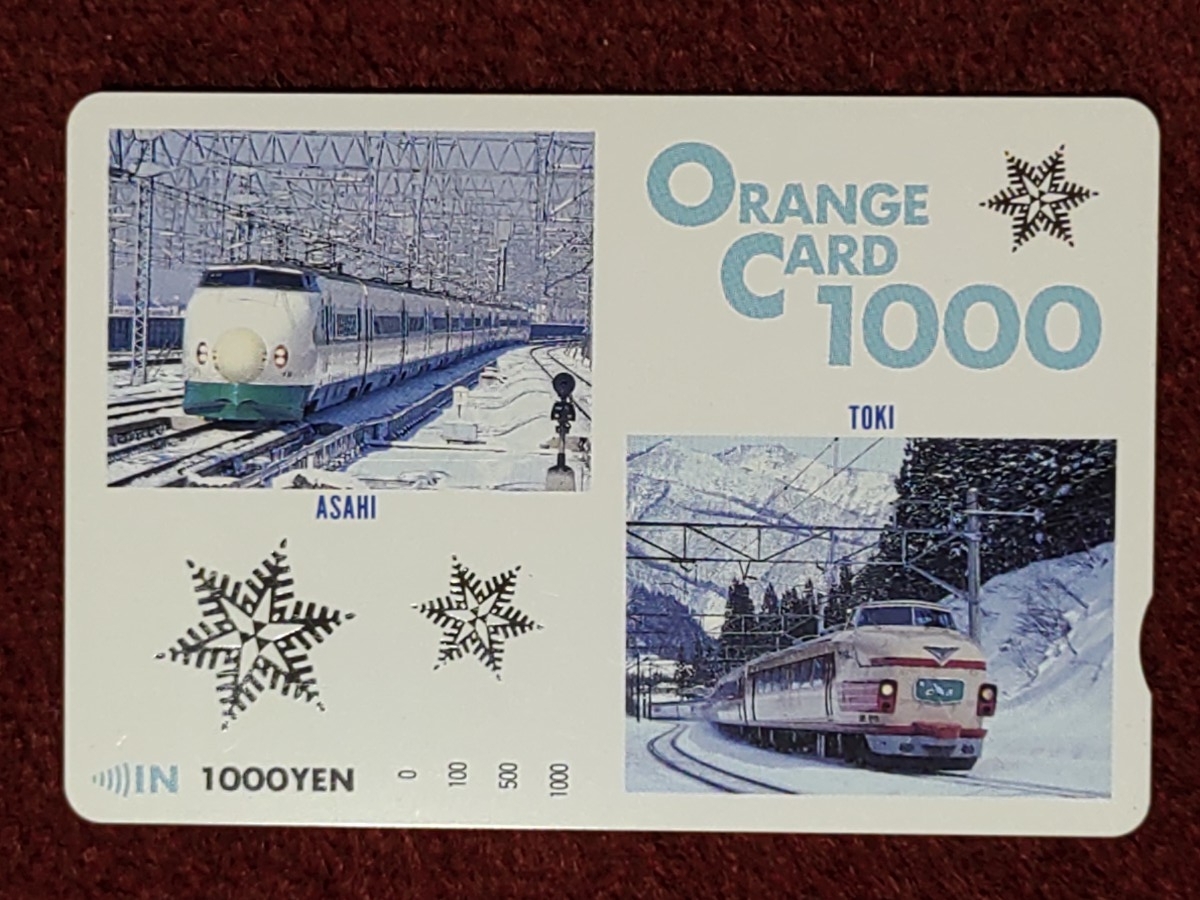 ORANGE
CARD
1000
TOKI
ASAHI
IN 1000YEN 0 100 500 1000